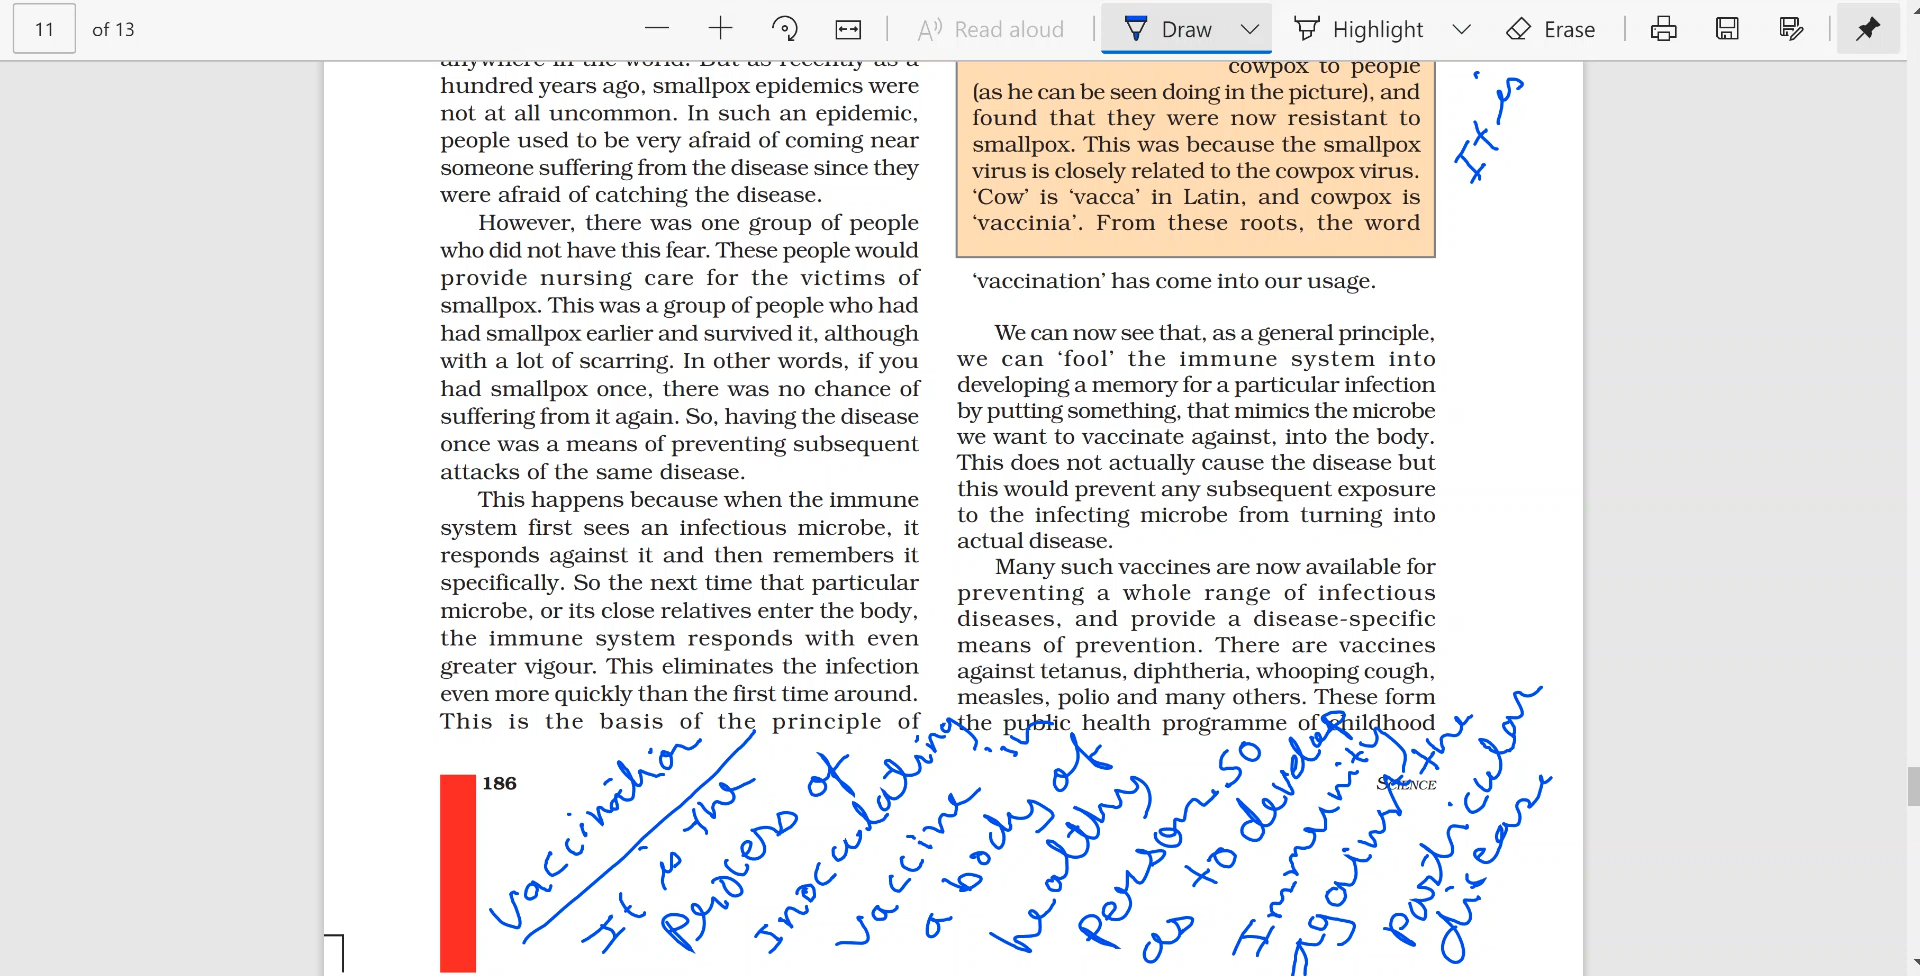 11 of 13 Read aloud Draw Highlight Erase
anywhere in the world. But as recently as a
hundred years ago, smallpox epidemics were
not at all uncommon. In such an epidemic,
people used to be very afraid of coming near
someone suffering from the disease since they
were afraid of catching the disease.
However, there was one group of people
who did not have this fear. These people would
provide nursing care for the victims of
smallpox. This was a group of people who had
had smallpox earlier and survived it, although
with a lot of scarring. In other words, if you
had smallpox once, there was no chance of
suffering from it again. So, having the disease
once was a means of preventing subsequent
attacks of the same disease.
This happens because when the immune
system first sees an infectious microbe, it
responds against it and then remembers it
specifically. So the next time that particular
microbe, or its close relatives enter the body,
the immune system responds with even
greater vigour. This eliminates the infection
even more quickly than the first time around.
This is the basis of the principle of
cowpox to people
(as he can be seen doing in the picture), and
found that they were now resistant to
smallpox. This was because the smallpox
virus is closely related to the cowpox virus.
‘Cow’ is ‘vacca’ in Latin, and cowpox is
‘vaccinia’. From these roots, the word
‘vaccination’ has come into our usage.
We can now see that, as a general principle,
we can ‘fool’ the immune system into
developing a memory for a particular infection
by putting something, that mimics the microbe
we want to vaccinate against, into the body.
This does not actually cause the disease but
this would prevent any subsequent exposure
to the infecting microbe from turning into
actual disease.
Many such vaccines are now available for
preventing a whole range of infectious
diseases, and provide a disease-specific
means of prevention. There are vaccines
against tetanus, diphtheria, whooping cough,
measles, polio and many others. These form
the public health programme of childhood
It is
Vaccination
It is the
process of
Inoculating
vaccine in
a body of
healthy
person so
as to develop
Immunity
against the
particular
disease
186
SCIENCE